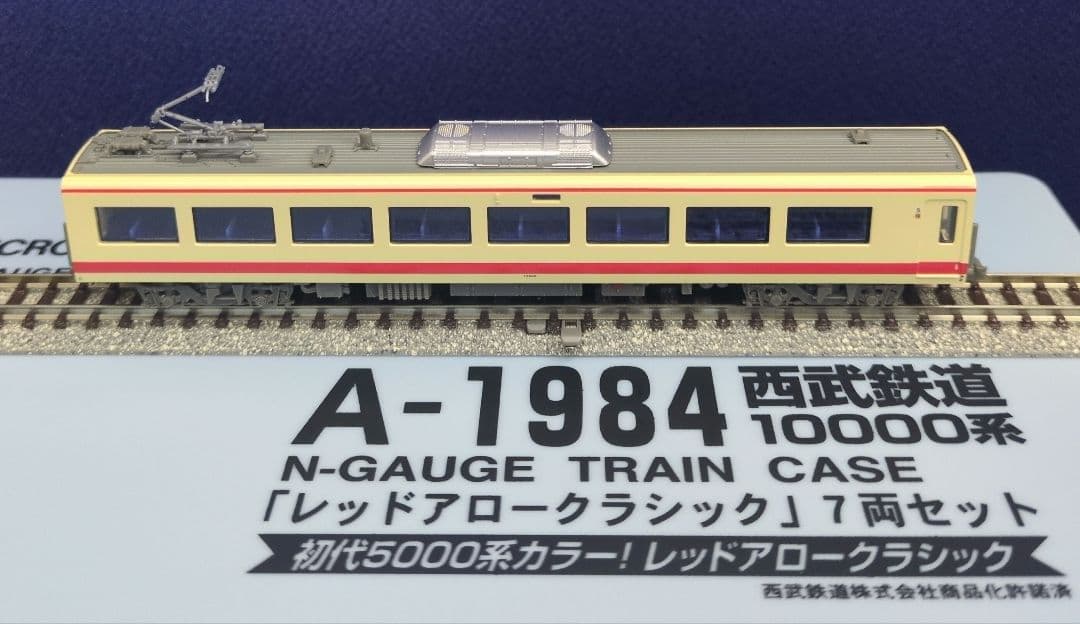 CRO
GAUGE
A-1984 西武鉄道
10000系
N-GAUGE TRAIN CASE
「レッドアロークラシック」7両セット
初代5000系カラー! レッドアロークラシック
西武鉄道株式会社商品化許諾済